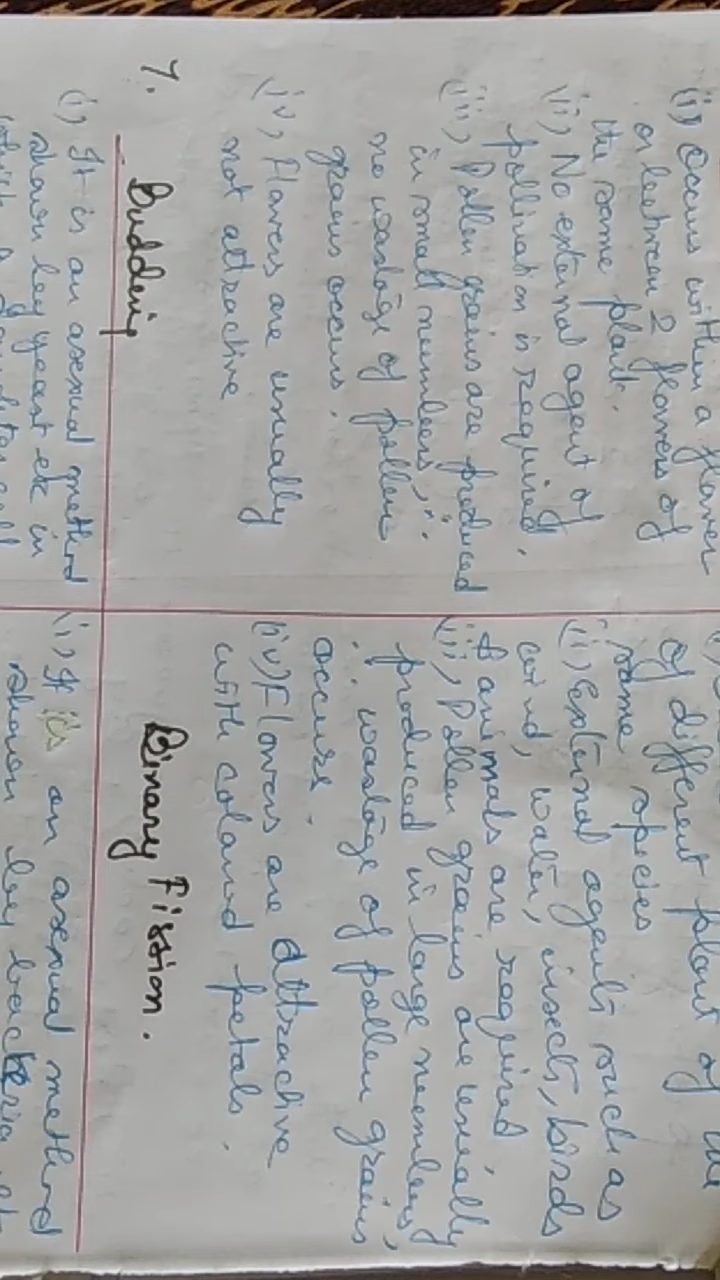 (i) Occurs within a flower
or between 2 flowers of
the same plant.
(ii) No external agent of
pollination is required.
(iii) Pollen grains are produced
in small numbers, ∴
no wastage of pollen
grains occurs.
(iv) Flowers are usually
not attractive
of different plant of the
same species
(ii) External agents such as
wind, water, insects, birds
& animals are required.
(iii) Pollen grains are usually
produced in large numbers,
∴ wastage of pollen grains
occurs.
(iv) Flowers are attractive
with coloured petals.
7. Budding
(i) It is an asexual method
shown by yeast etc in
which a
Binary Fission.
(i) It is an asexual method
shown by bacteria etc